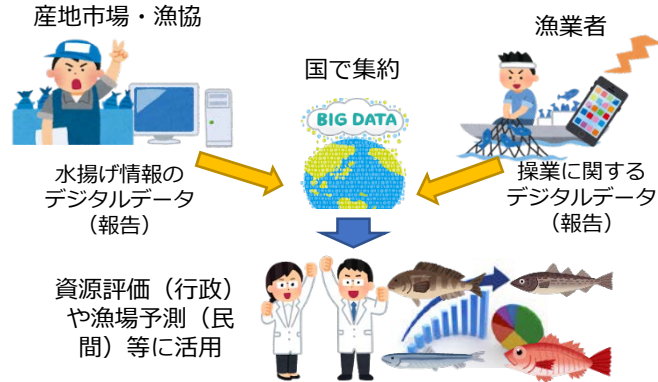 産地市場・漁協
漁業者
国で集約
BIG DATA
水揚げ情報の
デジタルデータ
（報告）
操業に関する
デジタルデータ
（報告）
資源評価（行政）
や漁場予測（民
間）等に活用